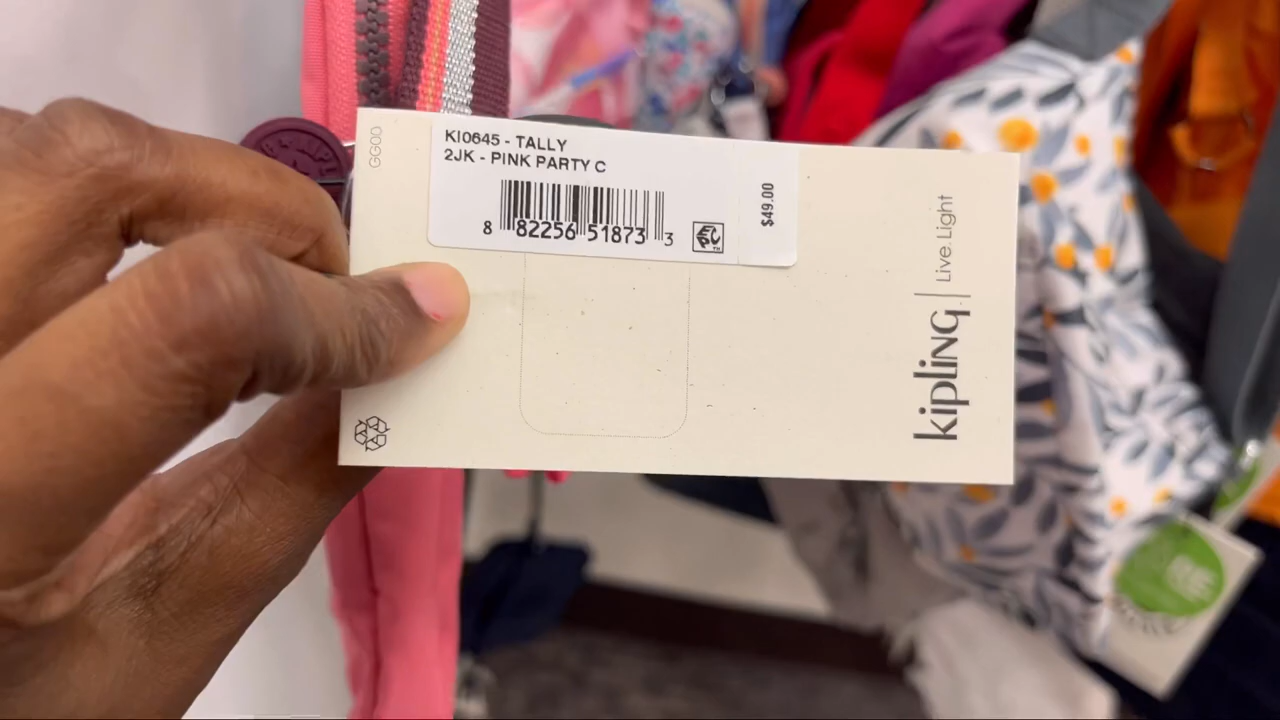 GG00
KI0645 - TALLY
2JK - PINK PARTY C
8 82256 51873 3
$49.00
kipling | Live.Light